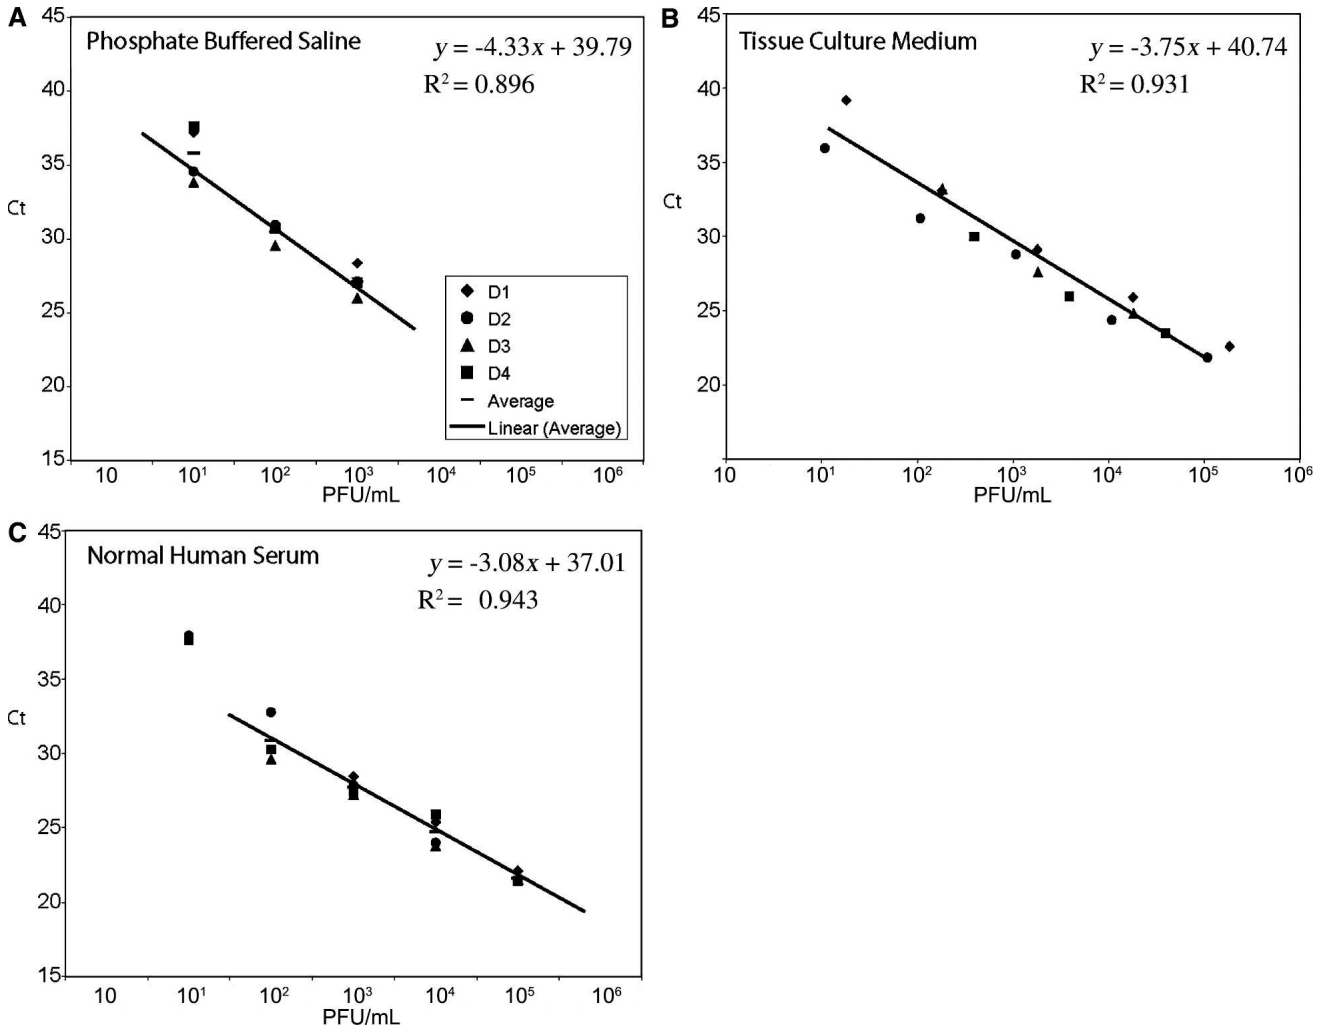 A
Phosphate Buffered Saline
y = -4.33x + 39.79
R² = 0.896
45
40
35
30
25
20
15
Ct
D1
D2
D3
D4
Average
Linear (Average)
10 10¹ 10² 10³ 10⁴ 10⁵ 10⁶
PFU/mL
B
Tissue Culture Medium
y = -3.75x + 40.74
R² = 0.931
45
40
35
30
25
20
Ct
10 10¹ 10² 10³ 10⁴ 10⁵ 10⁶
PFU/mL
C
Normal Human Serum
y = -3.08x + 37.01
R² = 0.943
45
40
35
30
25
20
15
Ct
10 10¹ 10² 10³ 10⁴ 10⁵ 10⁶
PFU/mL